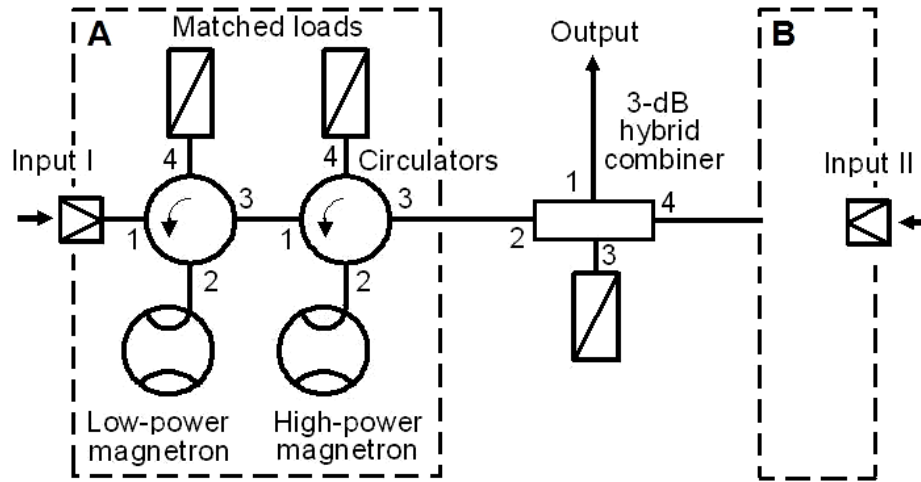 A
Matched loads
Output
B
3-dB
hybrid
combiner
Input I
4
4
Circulators
Input II
1
3
1
3
1
4
2
2
2
3
Low-power
magnetron
High-power
magnetron